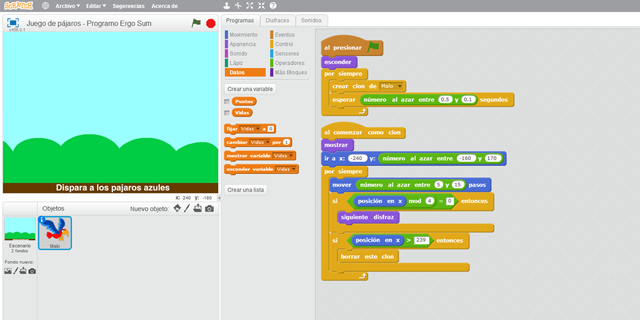 SCRATCH
Archivo
Editar
Sugerencias
Acerca de
Juego de pájaros - Programo Ergo Sum
v456.0.1
Dispara a los pajaros azules
x: 240 y: -160
Objetos
Nuevo objeto:
Escenario
2 fondos
Fondo nuevo:
Malo
Programas
Disfraces
Sonidos
Movimiento
Apariencia
Sonido
Lápiz
Datos
Eventos
Control
Sensores
Operadores
Más Bloques
Crear una variable
Puntos
Vidas
fijar Vidas a 0
cambiar Vidas por 1
mostrar variable Vidas
esconder variable Vidas
Crear una lista
al presionar
esconder
por siempre
crear clon de Malo
esperar número al azar entre 0.5 y 0.1 segundos
al comenzar como clon
mostrar
ir a x: -240 y: número al azar entre -160 y 170
por siempre
mover número al azar entre 5 y 15 pasos
si posición en x mod 4 = 0 entonces
siguiente disfraz
si posición en x > 239 entonces
borrar este clon